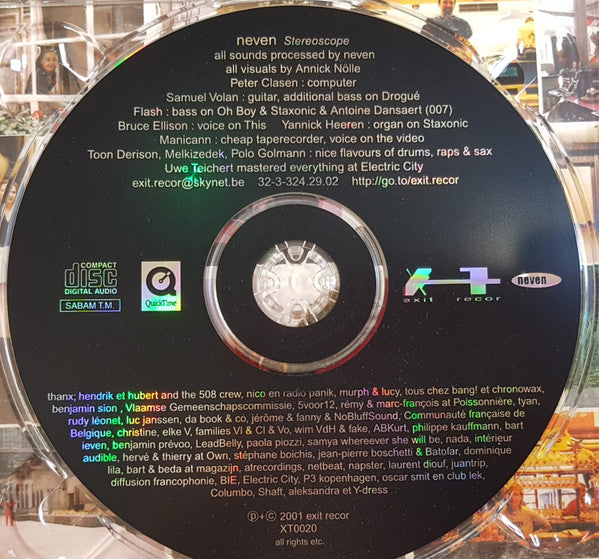 neven Stereoscope
all sounds processed by neven
all visuals by Annick Nölle
Peter Clasen : computer
Samuel Volan : guitar, additional bass on Drogué
Flash : bass on Oh Boy & Staxonic & Antoine Dansaert (007)
Bruce Ellison : voice on This Yannick Heeren : organ on Staxonic
Manicann : cheap taperecorder, voice on the video
Toon Derison, Melkizedek, Polo Golmann : nice flavours of drums, raps & sax
Uwe Teichert mastered everything at Electric City
exit.recor@skynet.be 32-3-324.29.02 http://go.to/exit.recor
COMPACT
disc
DIGITAL AUDIO
SABAM T.M.
QuickTime
exit recor
neven
thanx; hendrik et hubert and the 508 crew, nico en radio panik, murph & lucy, tous chez bang! et chronowax,
benjamin sion , Vlaamse Gemeenschapscommissie, 5voor12, rémy & marc-françois at Poissonnière, tyan,
rudy léonet, luc janssen, da book & co, jérôme & fanny & NoBluffSound, Communauté française de
Belgique, christine, elke V, families VI & CI & Vo, wim VdH & fake, ABKurt, philippe kauffmann, bart
ieven, benjamin prévoo, LeadBelly, paola piozzi, samya whereever she will be, nada, intérieur
audible, hervé & thierry at Own, stéphane boichis, jean-pierre boschetti & Batofar, dominique
lila, bart & beda at magazijn, atrecordings, netbeat, napster, laurent diouf, juantrip,
diffusion francophonie, BIE, Electric City, P3 kopenhagen, oscar smit en club lek,
Columbo, Shaft, aleksandra et Y-dress
℗+© 2001 exit recor
XT0020
all rights etc.